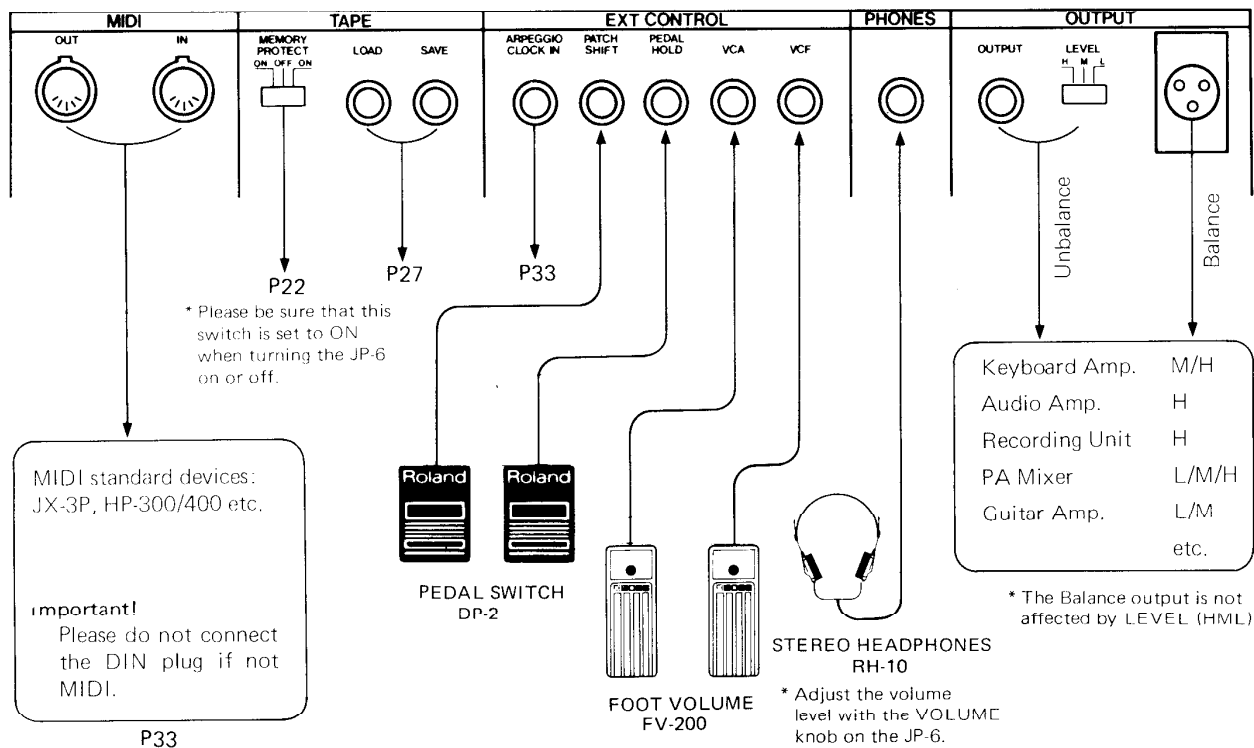 MIDI
TAPE
EXT CONTROL
PHONES
OUTPUT
OUT
IN
MEMORY
PROTECT
ON OFF ON
LOAD
SAVE
ARPEGGIO
CLOCK IN
PATCH
SHIFT
PEDAL
HOLD
VCA
VCF
OUTPUT
LEVEL
H M L
Unbalance
Balance
P22
P27
P33
* Please be sure that this
switch is set to ON
when turning the JP-6
on or off.
MIDI standard devices:
JX-3P, HP-300/400 etc.
Important!
Please do not connect
the DIN plug if not
MIDI.
P33
Roland
Roland
PEDAL SWITCH
DP-2
FOOT VOLUME
FV-200
STEREO HEADPHONES
RH-10
* Adjust the volume
level with the VOLUME
knob on the JP-6.
Keyboard Amp. M/H
Audio Amp. H
Recording Unit H
PA Mixer L/M/H
Guitar Amp. L/M
etc.
* The Balance output is not
affected by LEVEL (HML)